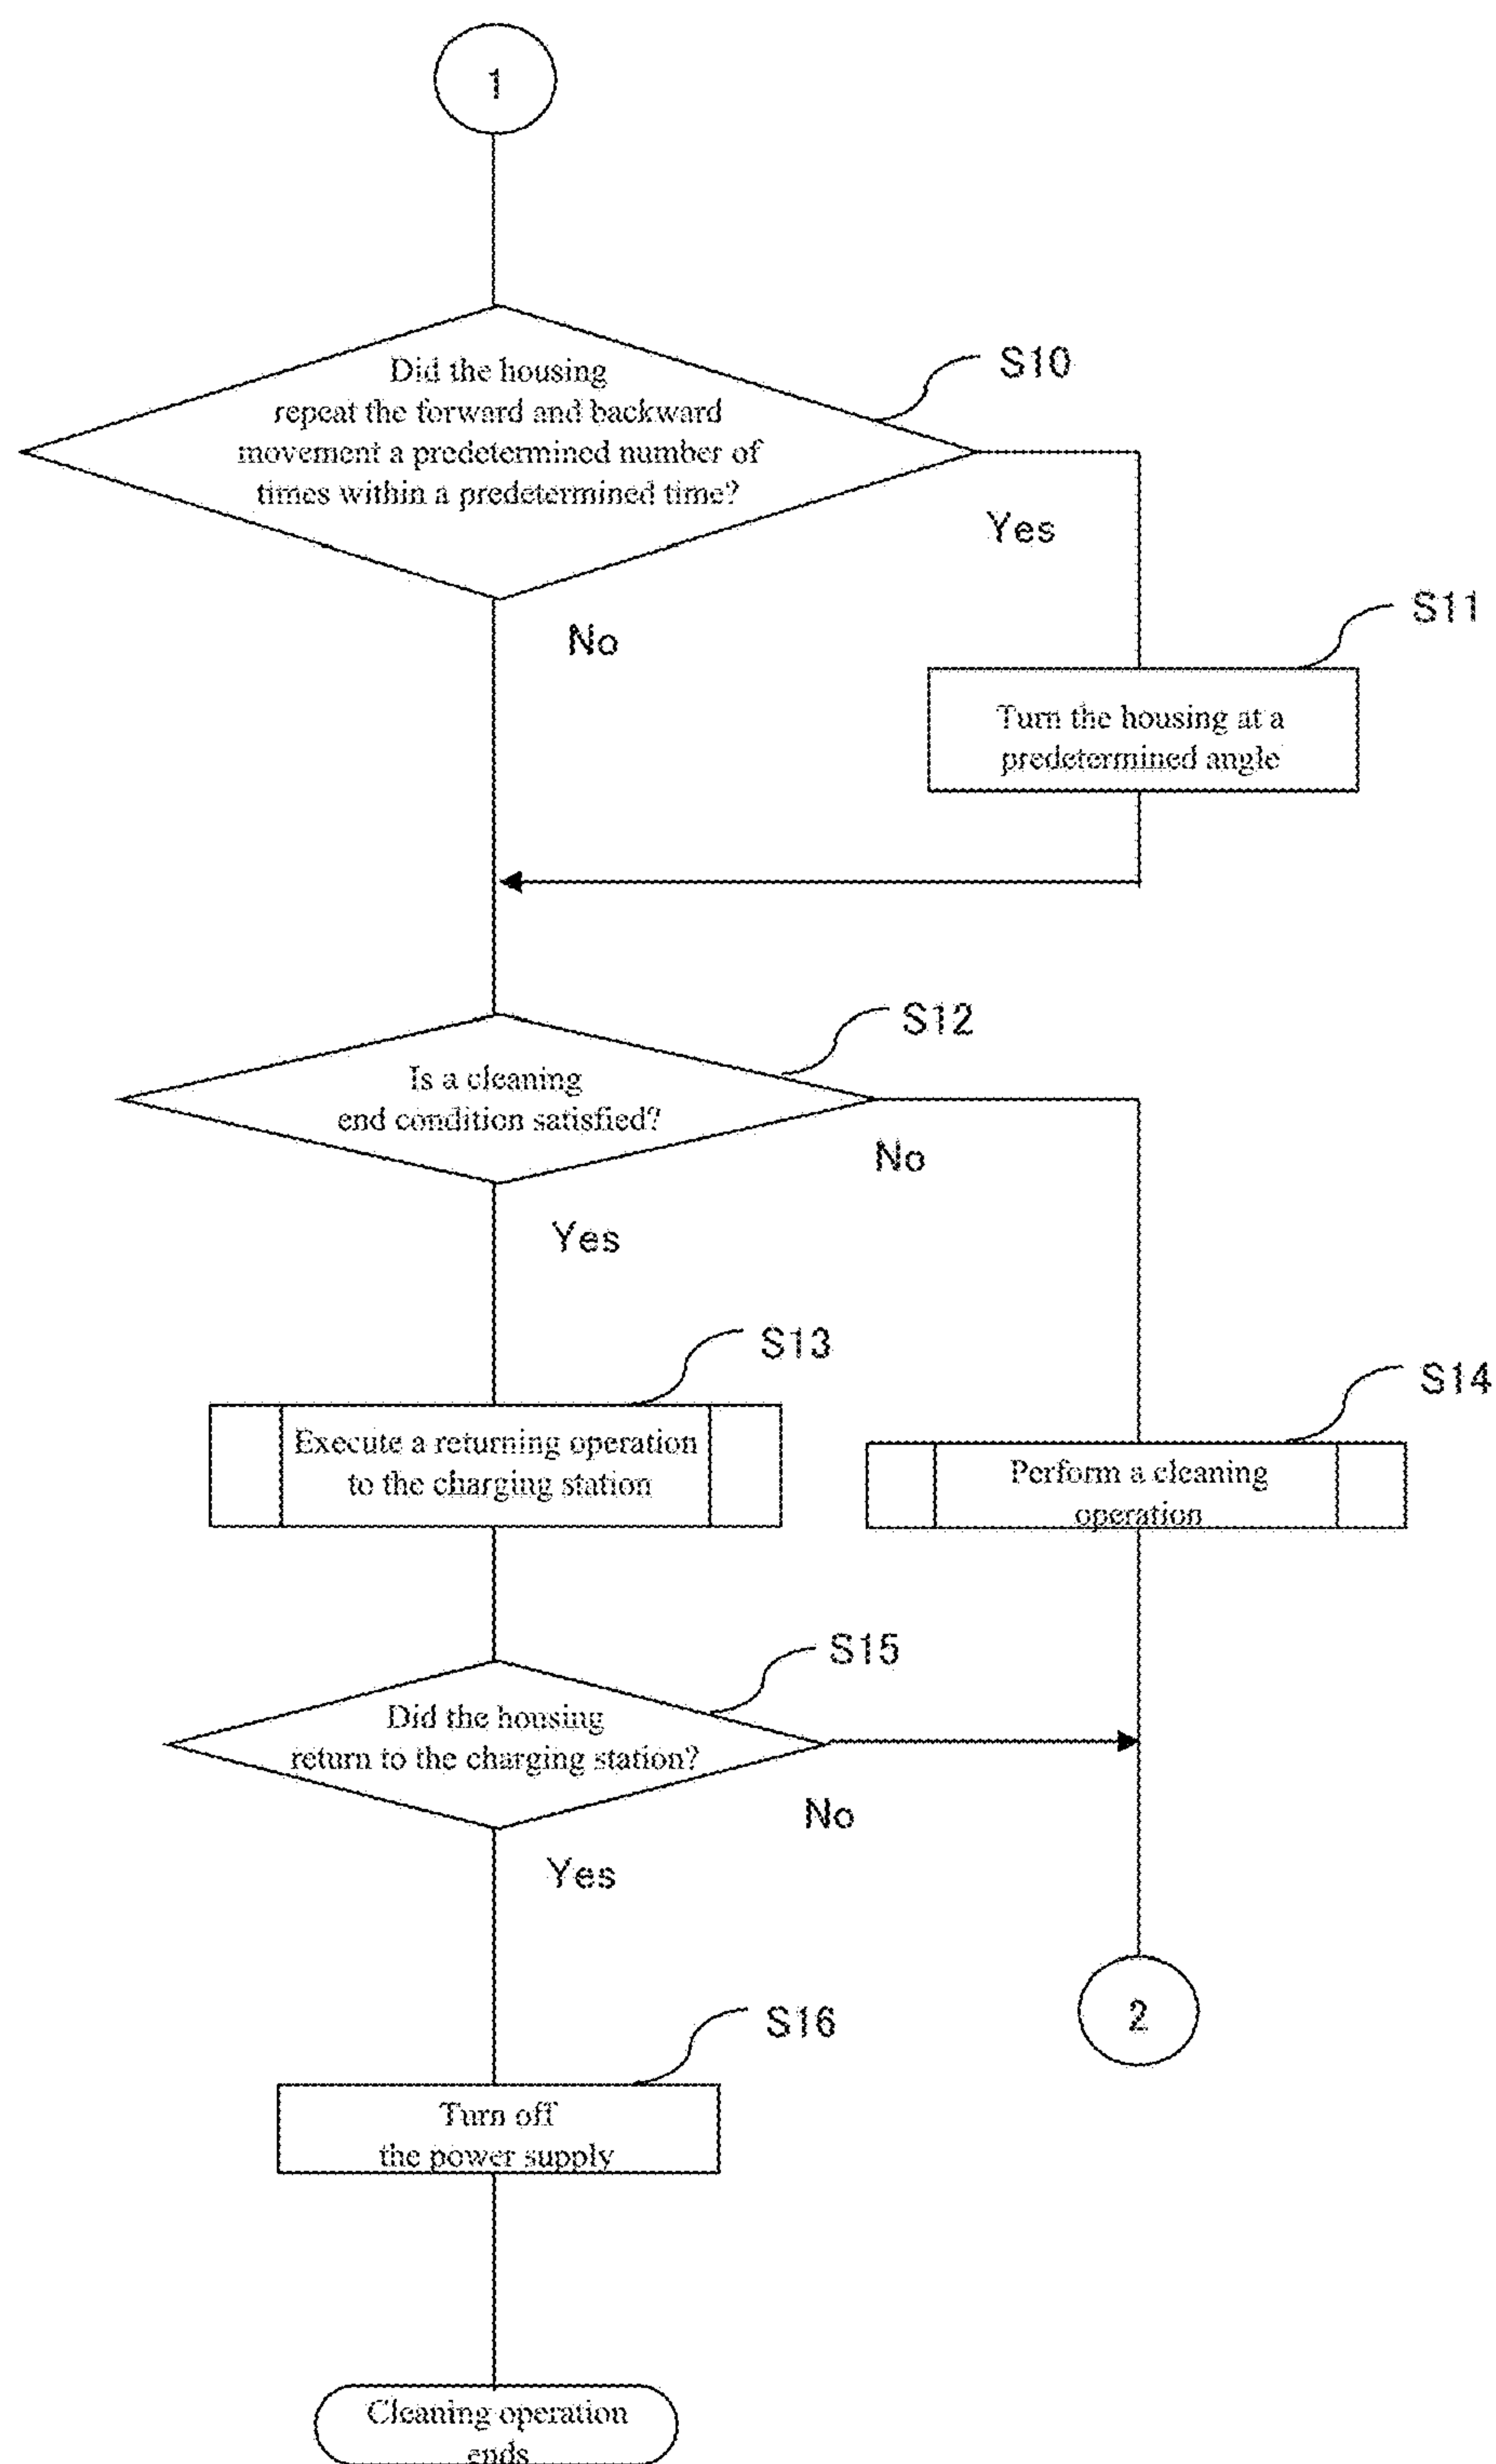 1
Did the housing
repeat the forward and backward
movement a predetermined number of
times within a predetermined time?
S10
Yes
No
S11
Turn the housing at a
predetermined angle
S12
Is a cleaning
end condition satisfied?
No
Yes
S13
Execute a returning operation
to the charging station
S14
Perform a cleaning
operation
S15
Did the housing
return to the charging station?
No
Yes
2
S16
Turn off
the power supply
Cleaning operation
ends